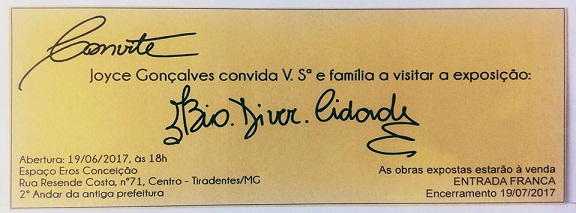 Convite
Joyce Gonçalves convida V. Sª e família a visitar a exposição:
Bio.Diver.Cidade
Abertura: 19/06/2017, às 18h
Espaço Eros Conceição
Rua Resende Costa, n°71, Centro - Tiradentes/MG
2° Andar da antiga prefeitura
As obras expostas estarão à venda
ENTRADA FRANCA
Encerramento 19/07/2017